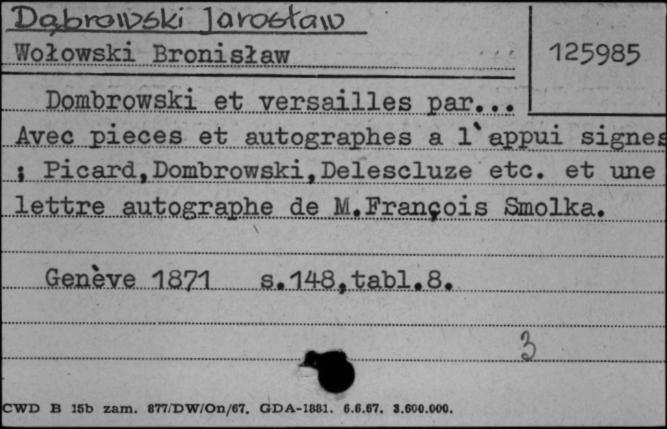 Dąbrowski Jarosław
Wołowski Bronisław
125985
Dombrowski et versailles par...
Avec pieces et autographes a l`appui signes
; Picard,Dombrowski,Delescluze etc. et une
lettre autographe de M.François Smolka.
Genève 1871 s.148,tabl.8.
3
CWD B 15b zam. 877/DW/On/67. GDA-1881. 6.6.67. 3.600.000.